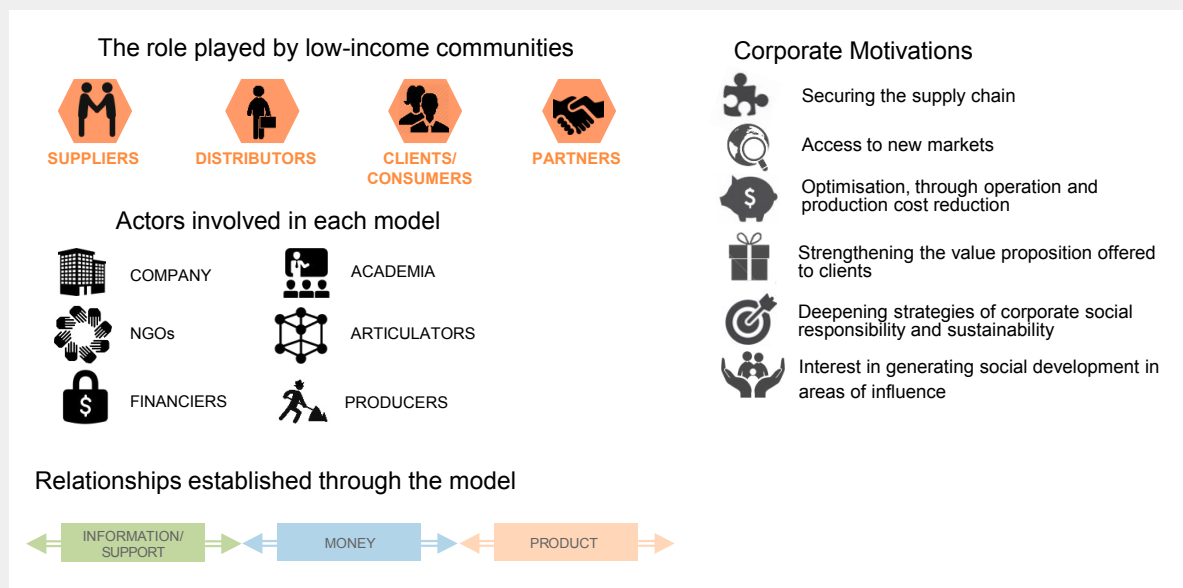 The role played by low-income communities
SUPPLIERS
DISTRIBUTORS
CLIENTS/
CONSUMERS
PARTNERS
Actors involved in each model
COMPANY
ACADEMIA
NGOs
ARTICULATORS
$
FINANCIERS
PRODUCERS
Relationships established through the model
INFORMATION/
SUPPORT
MONEY
PRODUCT
Corporate Motivations
Securing the supply chain
Access to new markets
$
Optimisation, through operation and
production cost reduction
Strengthening the value proposition offered
to clients
Deepening strategies of corporate social
responsibility and sustainability
Interest in generating social development in
areas of influence